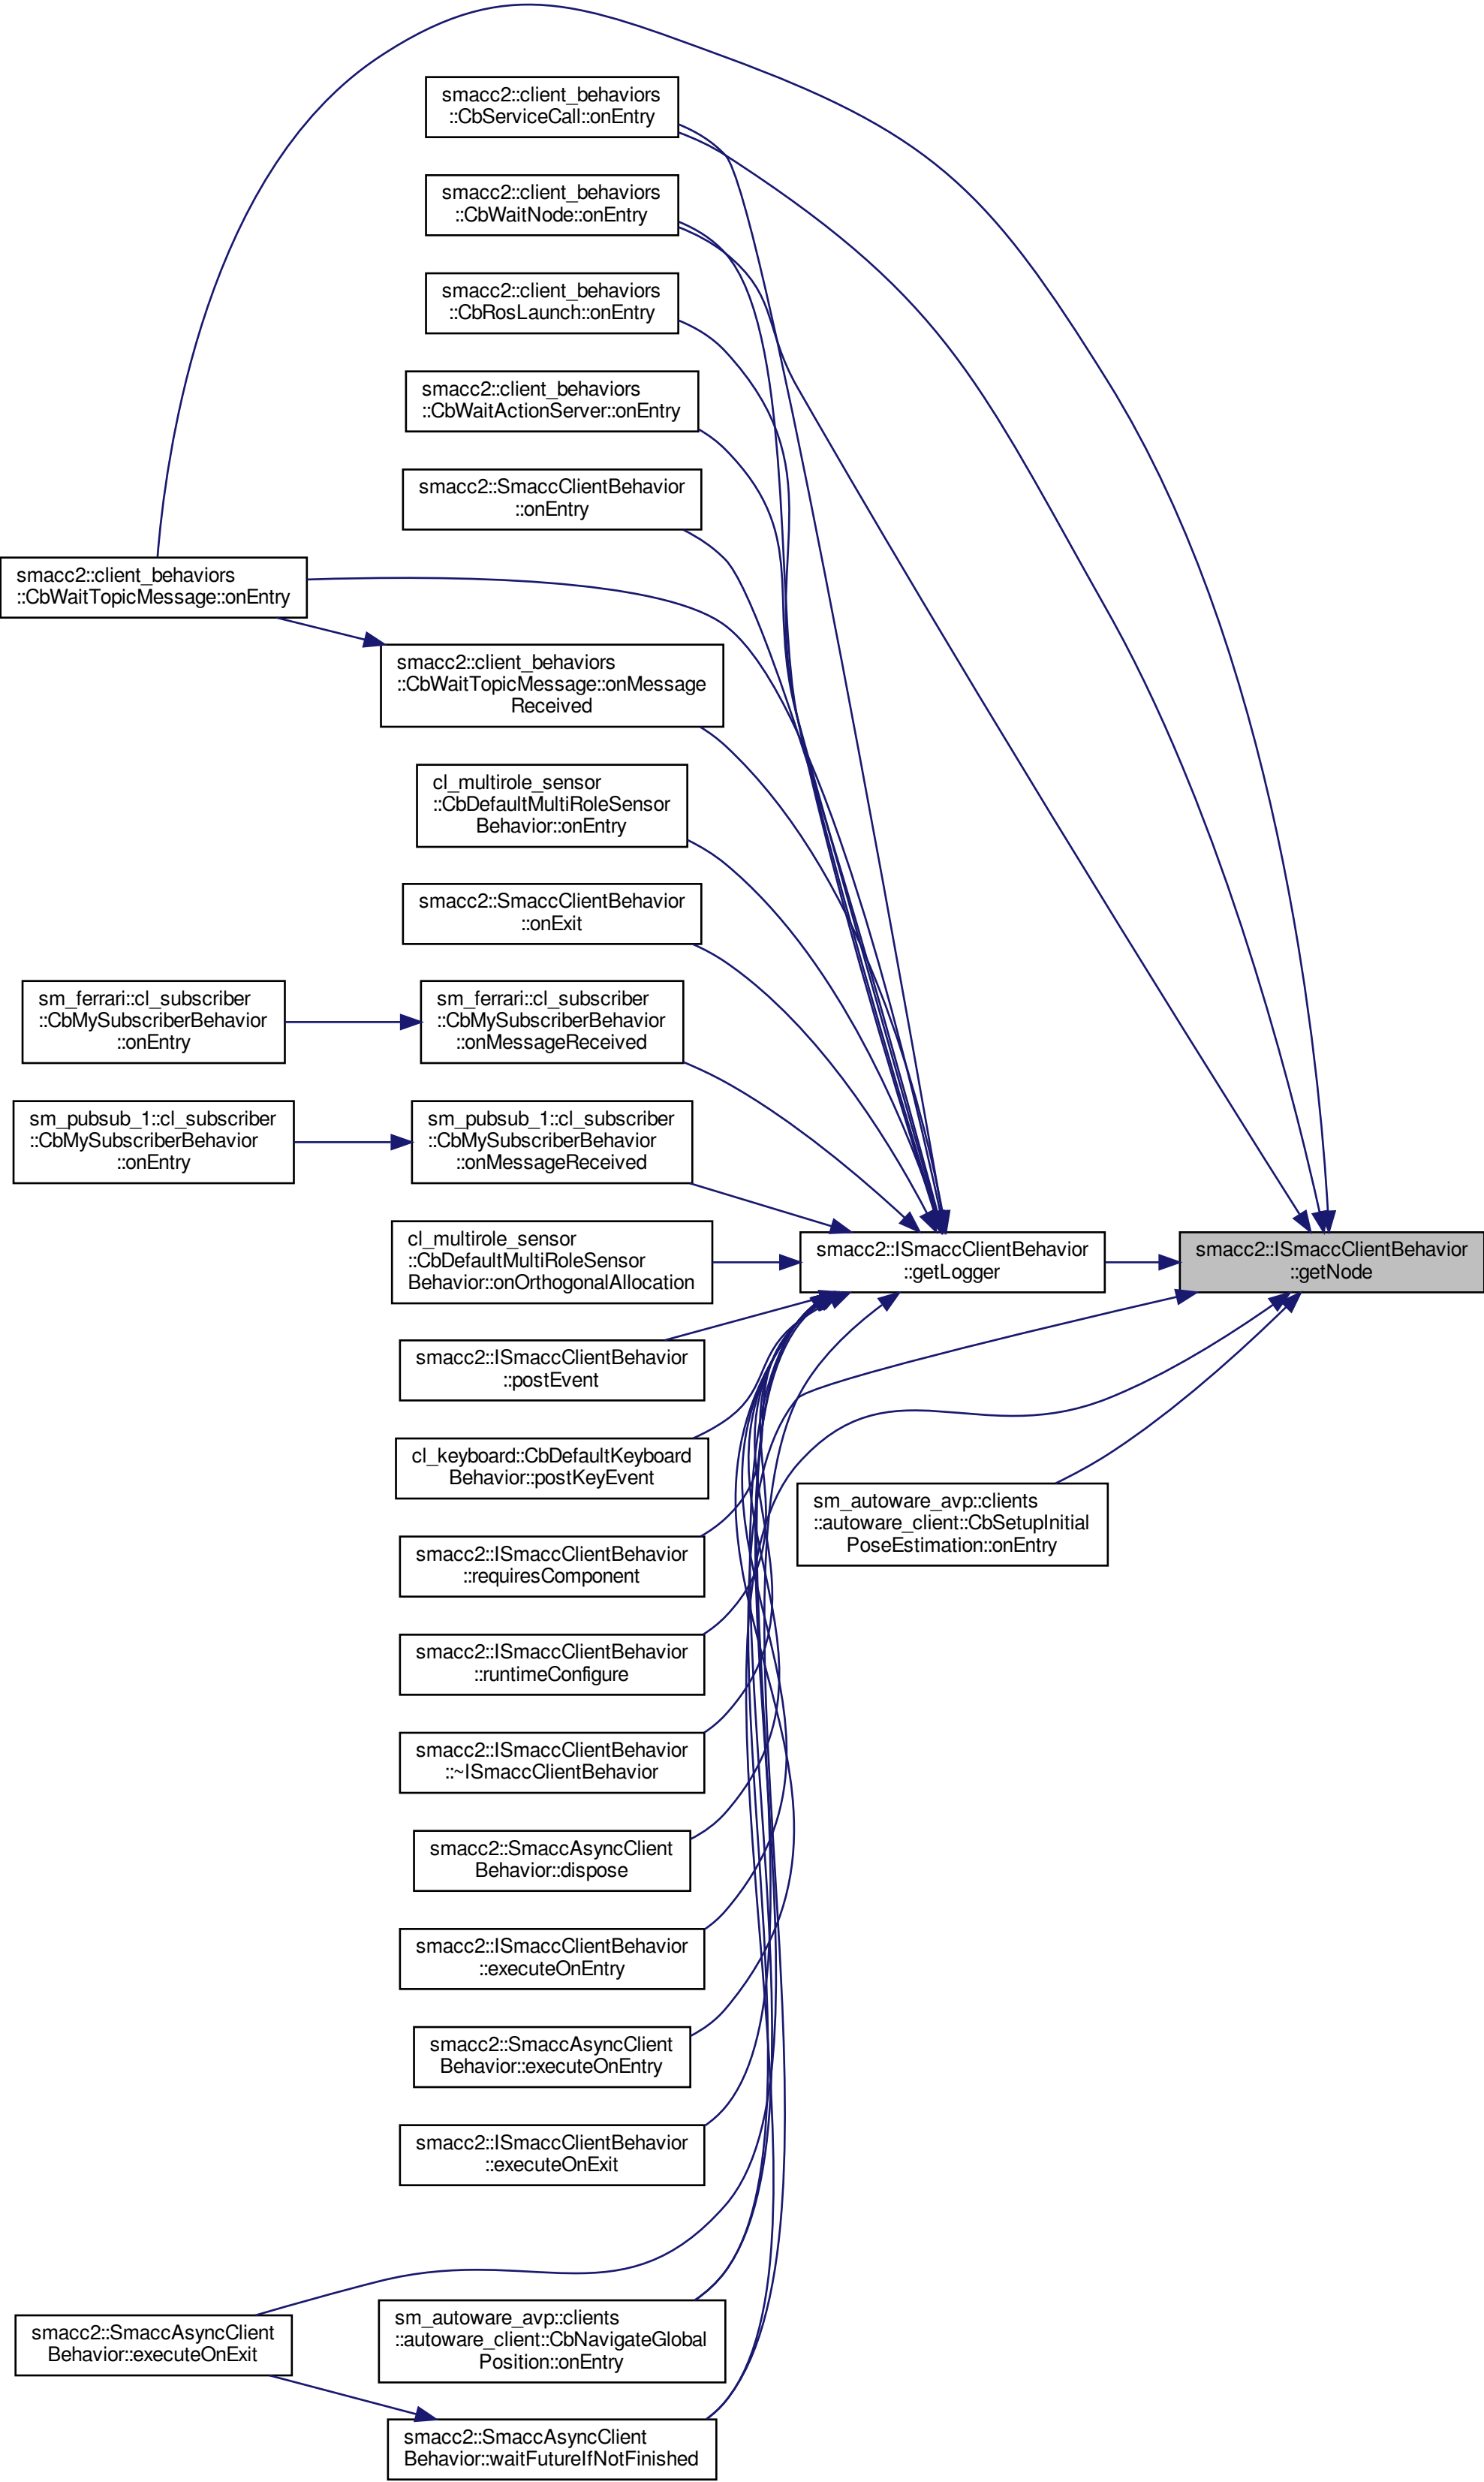 smacc2::client_behaviors
::CbServiceCall::onEntry
smacc2::client_behaviors
::CbWaitNode::onEntry
smacc2::client_behaviors
::CbRosLaunch::onEntry
smacc2::client_behaviors
::CbWaitActionServer::onEntry
smacc2::SmaccClientBehavior
::onEntry
smacc2::client_behaviors
::CbWaitTopicMessage::onEntry
smacc2::client_behaviors
::CbWaitTopicMessage::onMessage
Received
cl_multirole_sensor
::CbDefaultMultiRoleSensor
Behavior::onEntry
smacc2::SmaccClientBehavior
::onExit
sm_ferrari::cl_subscriber
::CbMySubscriberBehavior
::onEntry
sm_ferrari::cl_subscriber
::CbMySubscriberBehavior
::onMessageReceived
sm_pubsub_1::cl_subscriber
::CbMySubscriberBehavior
::onEntry
sm_pubsub_1::cl_subscriber
::CbMySubscriberBehavior
::onMessageReceived
cl_multirole_sensor
::CbDefaultMultiRoleSensor
Behavior::onOrthogonalAllocation
smacc2::ISmaccClientBehavior
::getLogger
smacc2::ISmaccClientBehavior
::getNode
smacc2::ISmaccClientBehavior
::postEvent
cl_keyboard::CbDefaultKeyboard
Behavior::postKeyEvent
sm_autoware_avp::clients
::autoware_client::CbSetupInitial
PoseEstimation::onEntry
smacc2::ISmaccClientBehavior
::requiresComponent
smacc2::ISmaccClientBehavior
::runtimeConfigure
smacc2::ISmaccClientBehavior
::~ISmaccClientBehavior
smacc2::SmaccAsyncClient
Behavior::dispose
smacc2::ISmaccClientBehavior
::executeOnEntry
smacc2::SmaccAsyncClient
Behavior::executeOnEntry
smacc2::ISmaccClientBehavior
::executeOnExit
smacc2::SmaccAsyncClient
Behavior::executeOnExit
sm_autoware_avp::clients
::autoware_client::CbNavigateGlobal
Position::onEntry
smacc2::SmaccAsyncClient
Behavior::waitFutureIfNotFinished